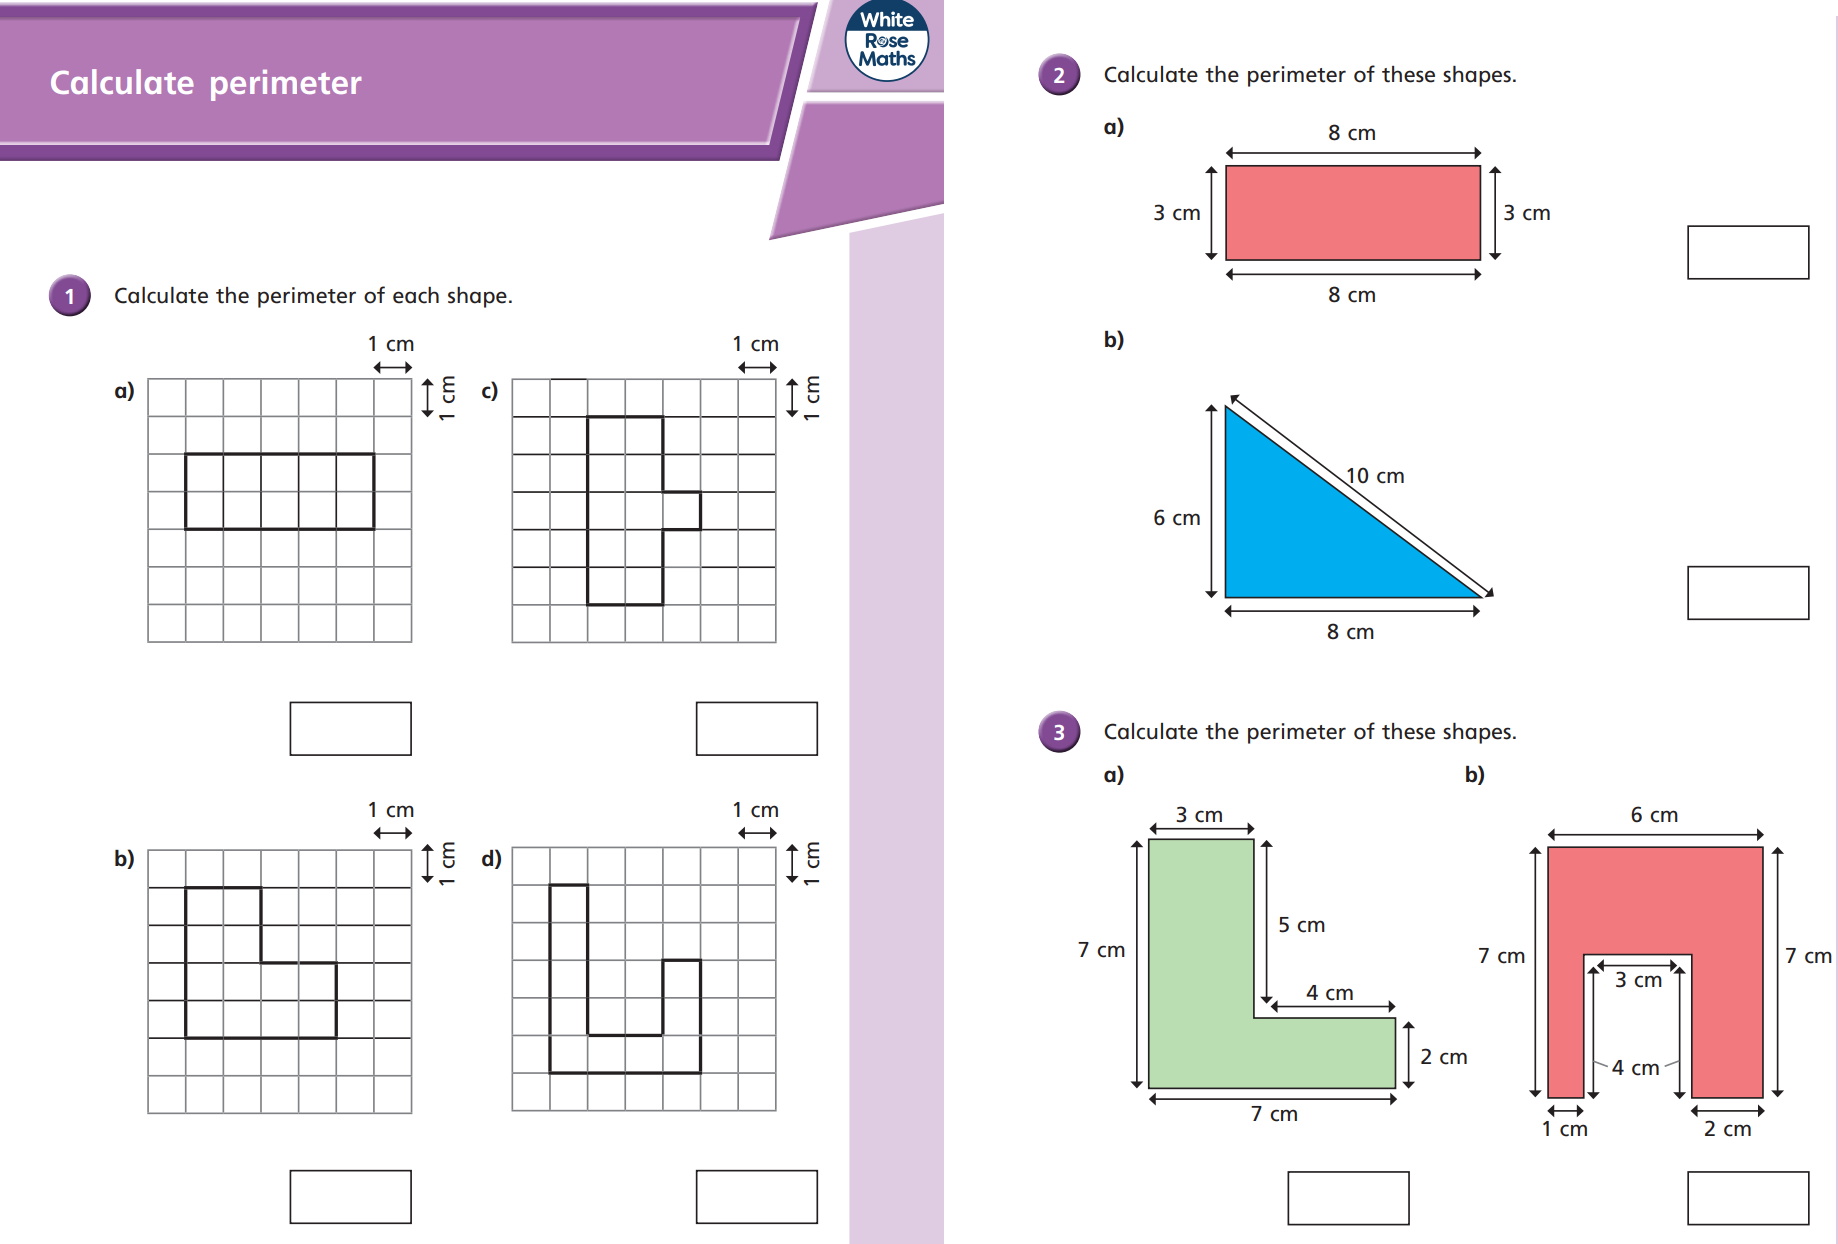 Calculate perimeter
White
Rose
Maths
1 Calculate the perimeter of each shape.
a)
1 cm
1 cm
c)
1 cm
1 cm
b)
1 cm
1 cm
d)
1 cm
1 cm
2 Calculate the perimeter of these shapes.
a)
8 cm
3 cm
3 cm
8 cm
b)
10 cm
6 cm
8 cm
3 Calculate the perimeter of these shapes.
a)
3 cm
5 cm
7 cm
4 cm
2 cm
7 cm
b)
6 cm
7 cm
7 cm
3 cm
4 cm
1 cm
2 cm